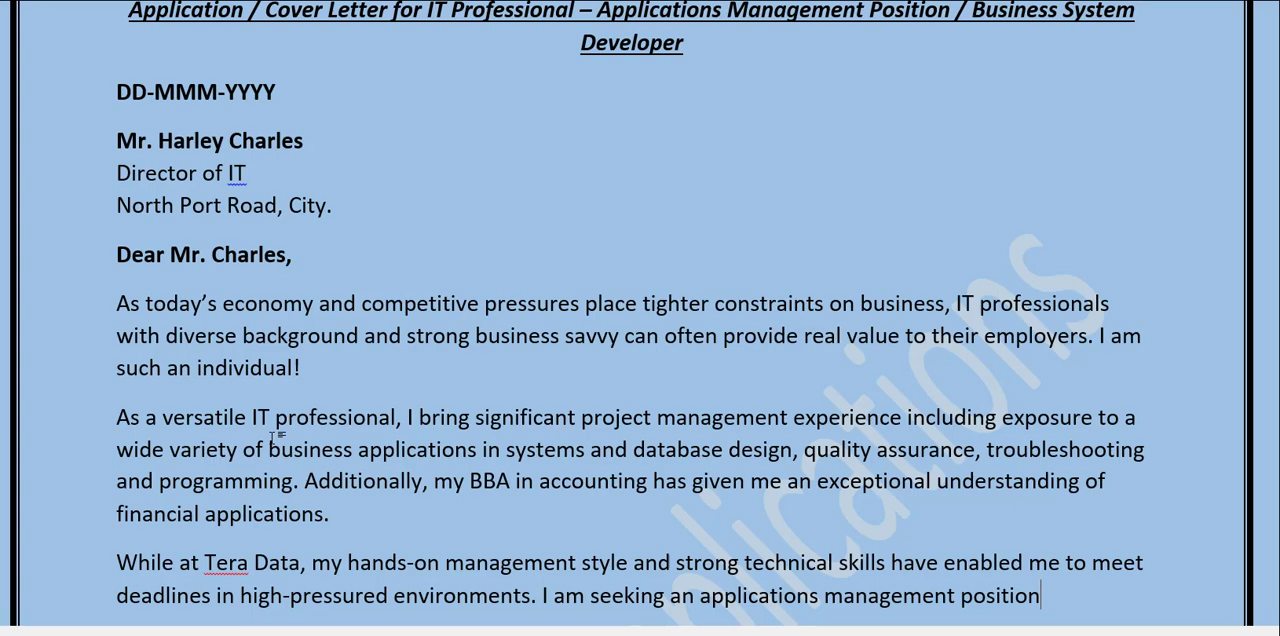 Application / Cover Letter for IT Professional – Applications Management Position / Business System
Developer
DD-MMM-YYYY
Mr. Harley Charles
Director of IT
North Port Road, City.
Dear Mr. Charles,
As today’s economy and competitive pressures place tighter constraints on business, IT professionals
with diverse background and strong business savvy can often provide real value to their employers. I am
such an individual!
As a versatile IT professional, I bring significant project management experience including exposure to a
wide variety of business applications in systems and database design, quality assurance, troubleshooting
and programming. Additionally, my BBA in accounting has given me an exceptional understanding of
financial applications.
While at Tera Data, my hands-on management style and strong technical skills have enabled me to meet
deadlines in high-pressured environments. I am seeking an applications management position
plications